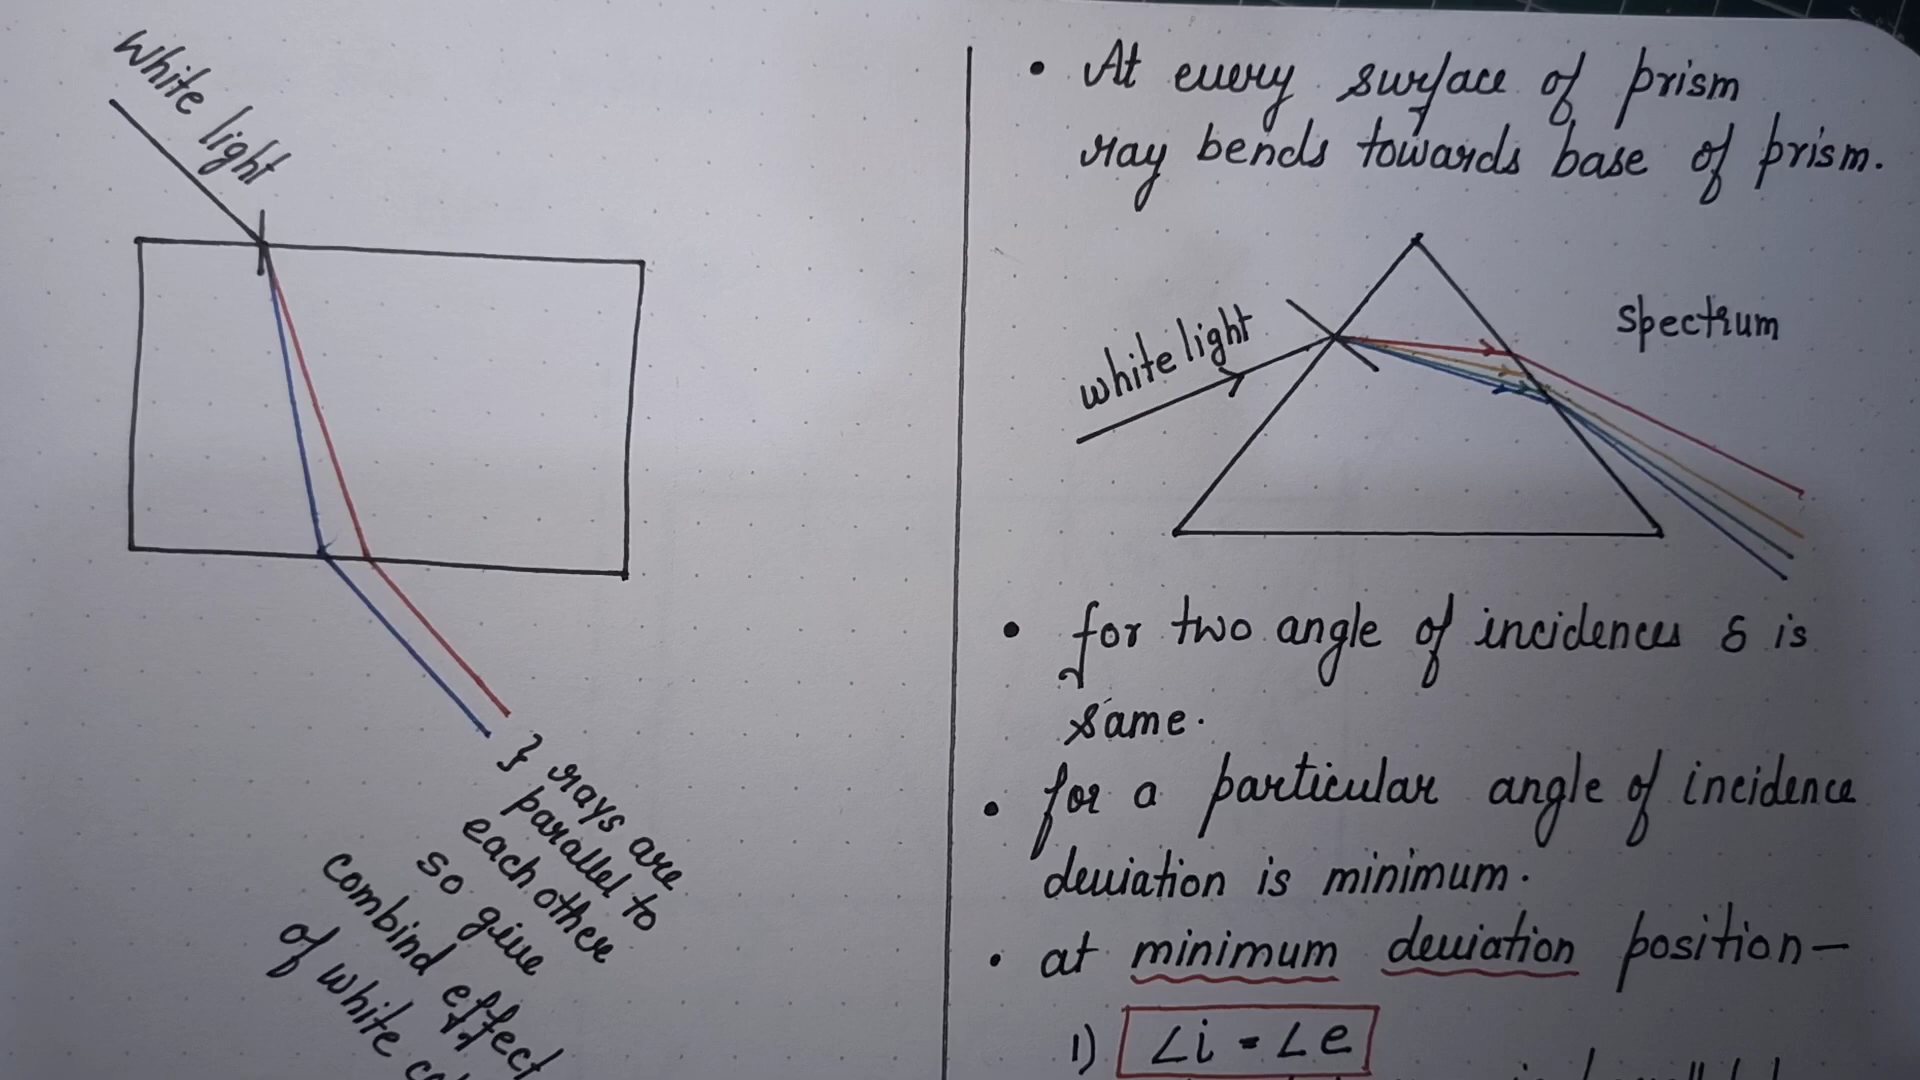 white light
} rays are
parallel to
each other
so give
combind effect
of white
• At every surface of prism
ray bends towards base of prism.
white light
spectrum
• for two angle of incidences δ is
same.
• for a particular angle of incidence
deviation is minimum.
• at minimum deviation position—
1) ∠i = ∠e